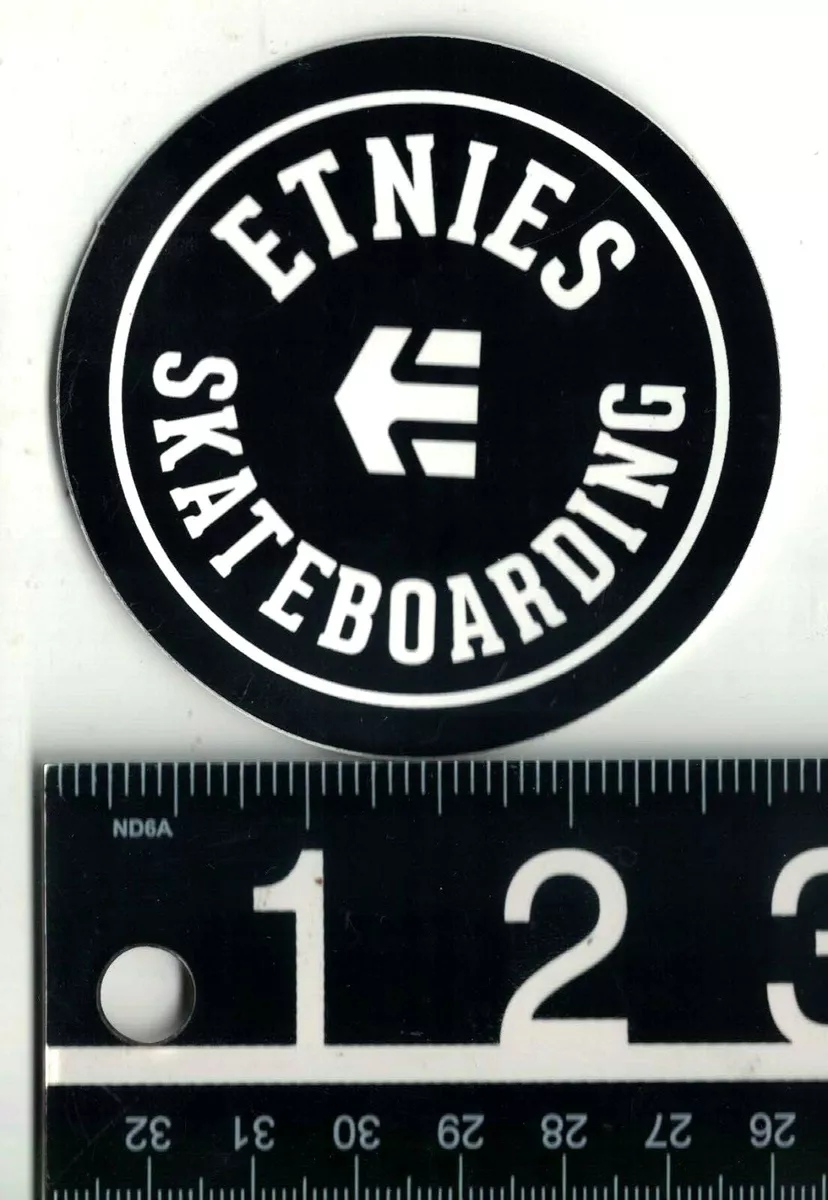 ETNIES
SKATEBOARDING
ND6A
1 2 3
32 31 30 29 28 27 26